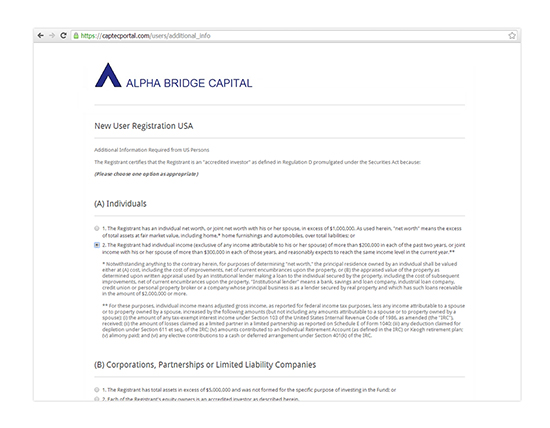 https://captecportal.com/users/additional_info
ALPHA BRIDGE CAPITAL
New User Registration USA
Additional Information Required from US Persons
The Registrant certifies that the Registrant is an "accredited investor" as defined in Regulation D promulgated under the Securities Act because:
(Please choose one option as appropriate)
(A) Individuals
1. The Registrant has an individual net worth, or joint net worth with his or her spouse, in excess of $1,000,000. As used herein, "net worth" means the excess
of total assets at fair market value, including home,* home furnishings and automobiles, over total liabilities; or
2. The Registrant had individual income (exclusive of any income attributable to his or her spouse) of more than $200,000 in each of the past two years, or joint
income with his or her spouse of more than $300,000 in each of those years, and reasonably expects to reach the same income level in the current year.**
* Notwithstanding anything to the contrary herein, for purposes of determining "net worth," the principal residence owned by an individual shall be valued
either at (A) cost, including the cost of improvements, net of current encumbrances upon the property, or (B) the appraised value of the property as
determined upon written appraisal used by an institutional lender making a loan to the individual secured by the property, including the cost of subsequent
improvements, net of current encumbrances upon the property. "Institutional lender" means a bank, savings and loan company, industrial loan company,
credit union or personal property broker or a company whose principal business is as a lender secured by real property and which has such loans receivable
in the amount of $2,000,000 or more.
** For these purposes, individual income means adjusted gross income, as reported for federal income tax purposes, less any income attributable to a spouse
or to property owned by a spouse, increased by the following amounts (but not including any amounts attributable to a spouse or to property owned by a
spouse): (i) the amount of any tax-exempt interest income under Section 103 of the United States Internal Revenue Code of 1986, as amended (the "IRC"),
received; (ii) the amount of losses claimed as a limited partner in a limited partnership as reported on Schedule E of Form 1040; (iii) any deduction claimed for
depletion under Section 611 et seq. of the IRC; (iv) amounts contributed to an Individual Retirement Account (as defined in the IRC) or Keogh retirement plan;
(v) alimony paid; and (vi) any elective contributions to a cash or deferred arrangement under Section 401(k) of the IRC.
(B) Corporations, Partnerships or Limited Liability Companies
1. The Registrant has total assets in excess of $5,000,000 and was not formed for the specific purpose of investing in the Fund; or
2. Each of the Registrant's equity owners is an accredited investor as described herein.